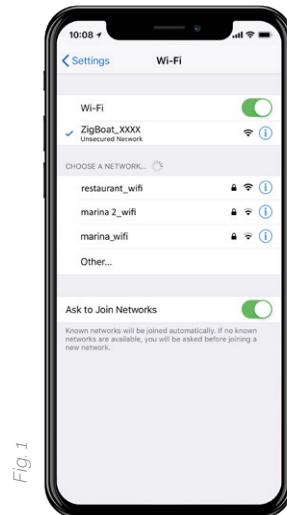 10:08
Settings
Wi-Fi
Wi-Fi
ZigBoat_XXXX
Unsecured Network
CHOOSE A NETWORK...
restaurant_wifi
marina 2_wifi
marina_wifi
Other...
Ask to Join Networks
Known networks will be joined automatically. If no known
networks are available, you will be asked before joining a
new network.
Fig. 1